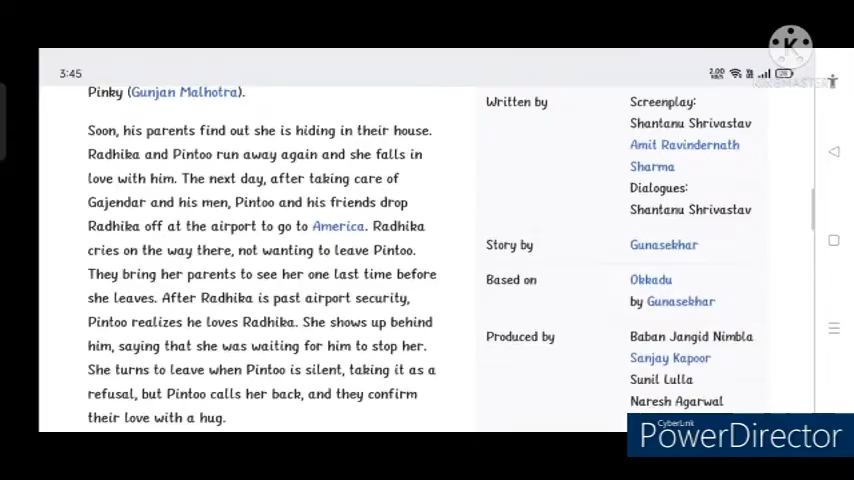 3:45
2.00
KB/S
28
K
KINEMASTER
Pinky (Gunjan Malhotra).
Soon, his parents find out she is hiding in their house.
Radhika and Pintoo run away again and she falls in
love with him. The next day, after taking care of
Gajendar and his men, Pintoo and his friends drop
Radhika off at the airport to go to America. Radhika
cries on the way there, not wanting to leave Pintoo.
They bring her parents to see her one last time before
she leaves. After Radhika is past airport security,
Pintoo realizes he loves Radhika. She shows up behind
him, saying that she was waiting for him to stop her.
She turns to leave when Pintoo is silent, taking it as a
refusal, but Pintoo calls her back, and they confirm
their love with a hug.
Written by
Screenplay:
Shantanu Shrivastav
Amit Ravindernath
Sharma
Dialogues:
Shantanu Shrivastav
Story by
Gunasekhar
Based on
Okkadu
by Gunasekhar
Produced by
Baban Jangid Nimbla
Sanjay Kapoor
Sunil Lulla
Naresh Agarwal
CyberLink
PowerDirector